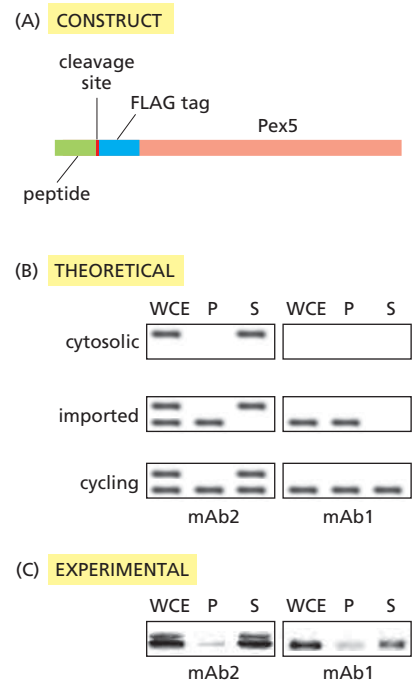 (A) CONSTRUCT
cleavage
site
FLAG tag
Pex5
peptide
(B) THEORETICAL
WCE P S WCE P S
cytosolic
imported
cycling
mAb2 mAb1
(C) EXPERIMENTAL
WCE P S WCE P S
mAb2 mAb1